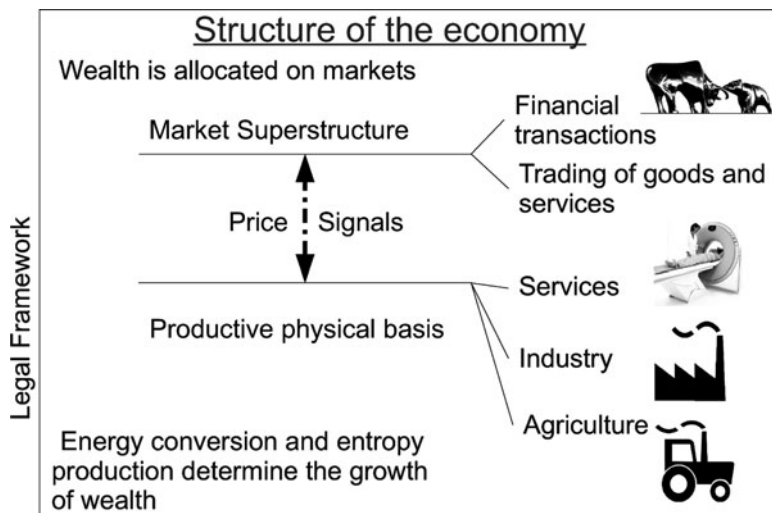 Structure of the economy
Wealth is allocated on markets
Market Superstructure
Financial
transactions
Trading of goods and
services
Price Signals
Productive physical basis
Services
Industry
Agriculture
Energy conversion and entropy
production determine the growth
of wealth
Legal Framework